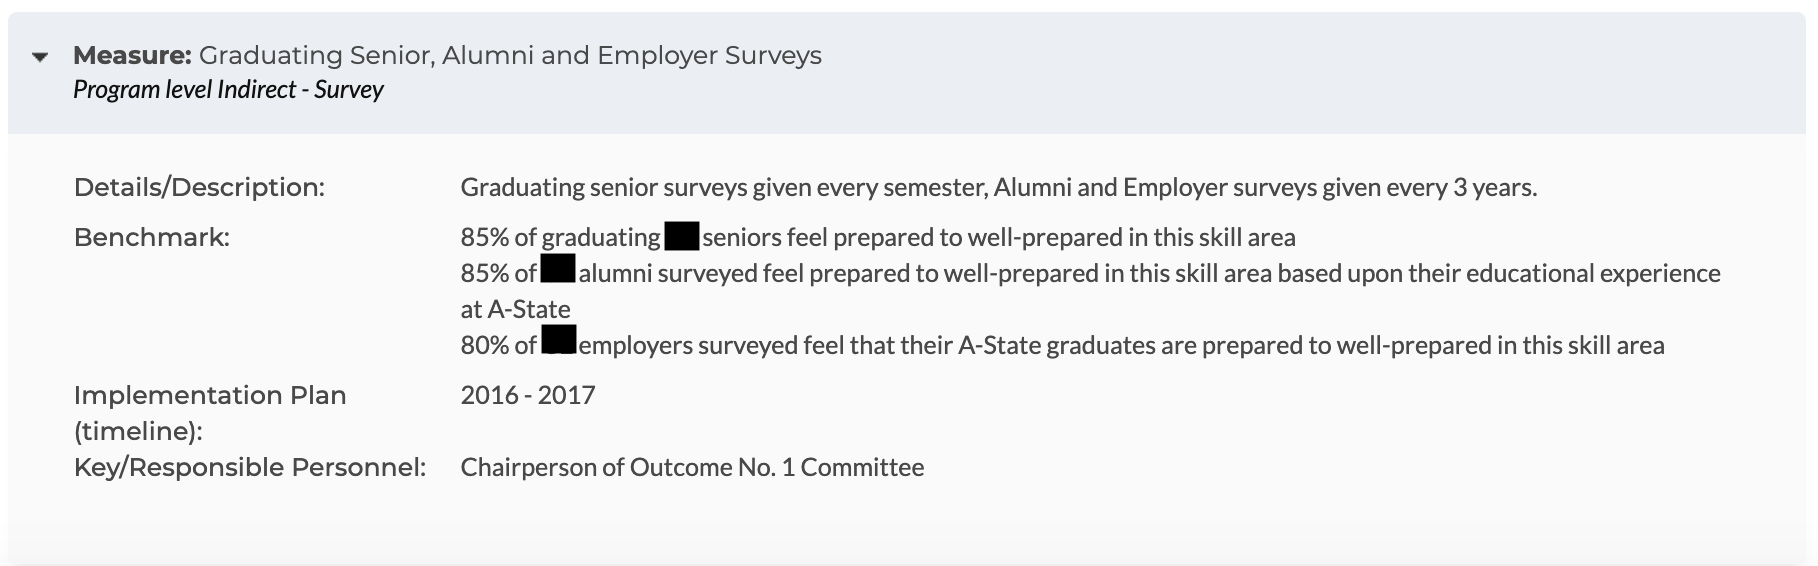 Measure: Graduating Senior, Alumni and Employer Surveys
Program level Indirect - Survey
Details/Description: Graduating senior surveys given every semester, Alumni and Employer surveys given every 3 years.
Benchmark: 85% of graduating seniors feel prepared to well-prepared in this skill area
85% of alumni surveyed feel prepared to well-prepared in this skill area based upon their educational experience
at A-State
80% of employers surveyed feel that their A-State graduates are prepared to well-prepared in this skill area
Implementation Plan 2016 - 2017
(timeline):
Key/Responsible Personnel: Chairperson of Outcome No. 1 Committee